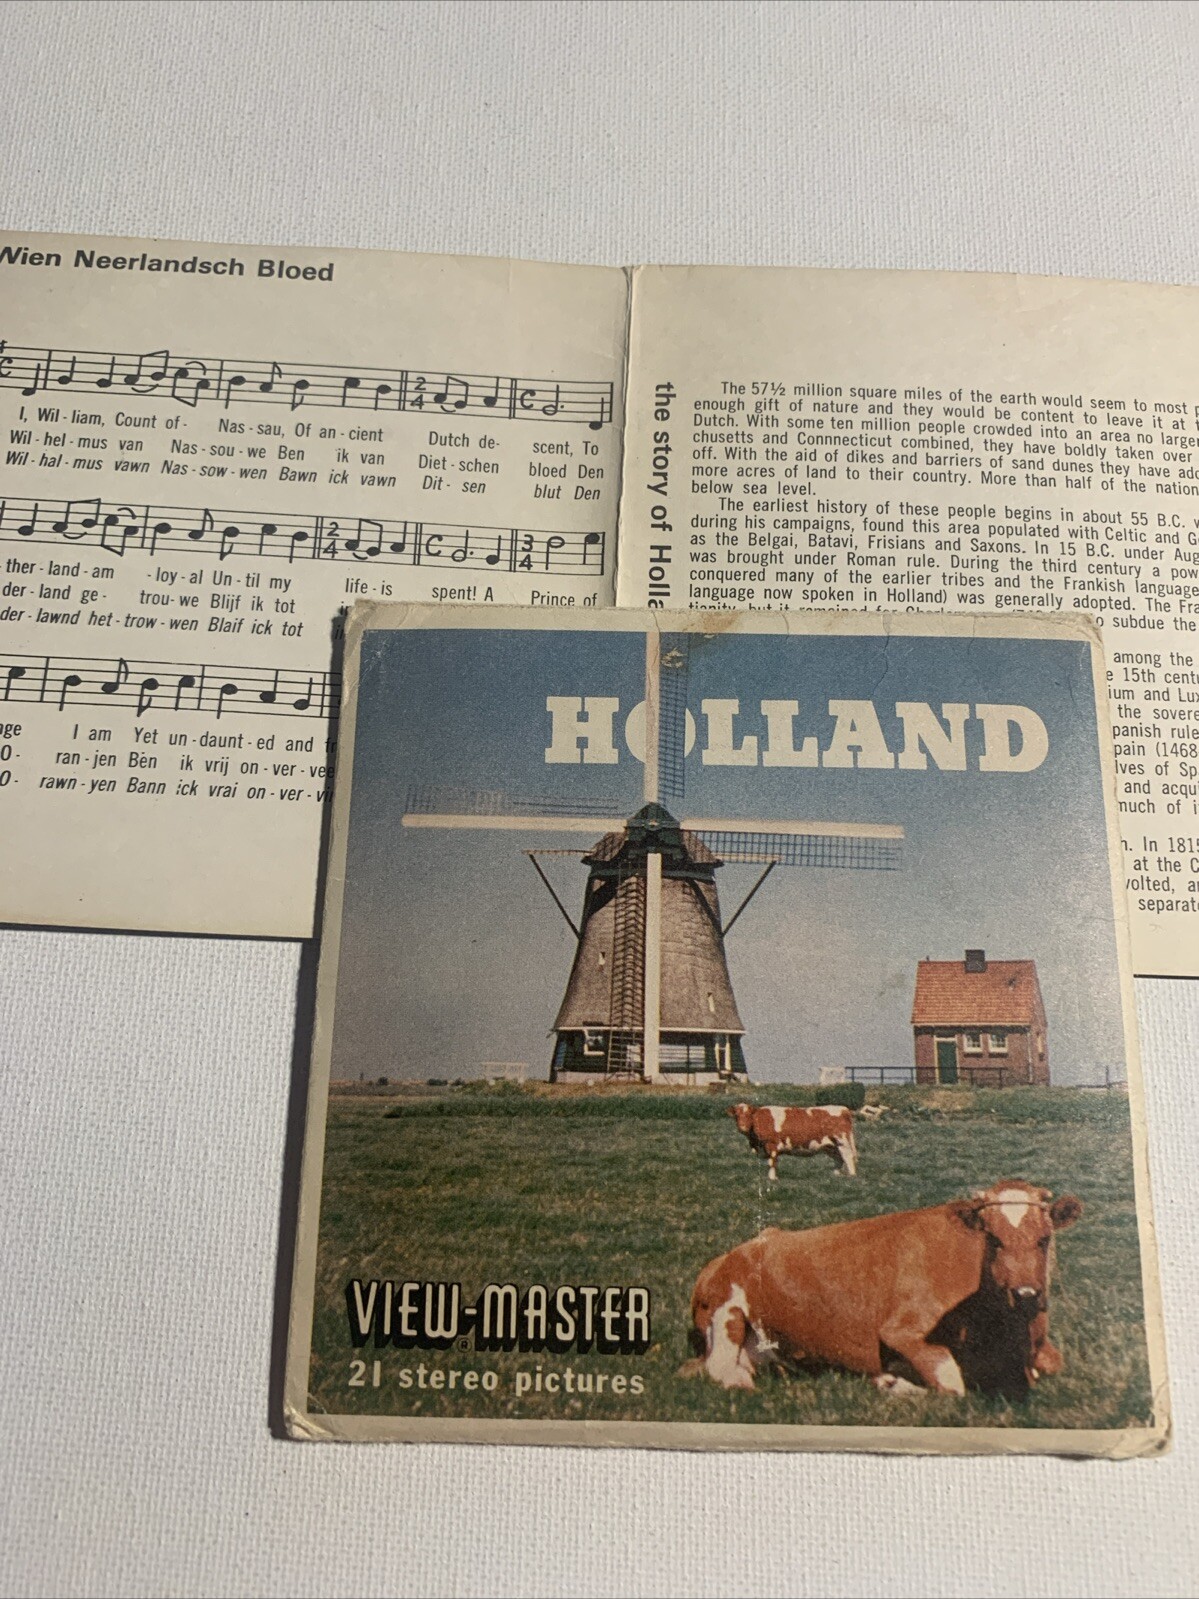 Wien Neerlandsch Bloed
I, Wil-liam, Count of- Nas-sau, Of an-cient Dutch de- scent, To
Wil-hel-mus van Nas-sou-we Ben ik van Diet-schen bloed Den
Wil-hal-mus vawn Nas-sow-wen Bawn ick vawn Dit-sen blut Den
ther-land-am -loy-al Un-til my life-is spent! A Prince of
der-land ge- trou-we Blijf ik tot
der-lawnd het-trow-wen Blaif ick tot
I am Yet un-daunt-ed and
O- ran-jen Bèn ik vrij on-ver-vee
O- rawn-yen Bann ick vrai on-ver-
the story of Holla
The 57½ million square miles of the earth would seem to most
enough gift of nature and they would be content to leave it at
Dutch. With some ten million people crowded into an area no larger
chusetts and Connnecticut combined, they have boldly taken over
off. With the aid of dikes and barriers of sand dunes they have
more acres of land to their country. More than half of the nation
below sea level.
The earliest history of these people begins in about 55 B.C.
during his campaigns, found this area populated with Celtic and
as the Belgai, Batavi, Frisians and Saxons. In 15 B.C. under Aug
was brought under Roman rule. During the third century a pow
conquered many of the earlier tribes and the Frankish language
language now spoken in Holland) was generally adopted. The Fra
subdue the
among the
15th cent
ium and Lux
the sovere
panish rule
pain (1468
lves of Sp
and acqu
much of i
In 1815
at the C
volted, a
separat
HOLLAND
VIEW-MASTER
21 stereo pictures